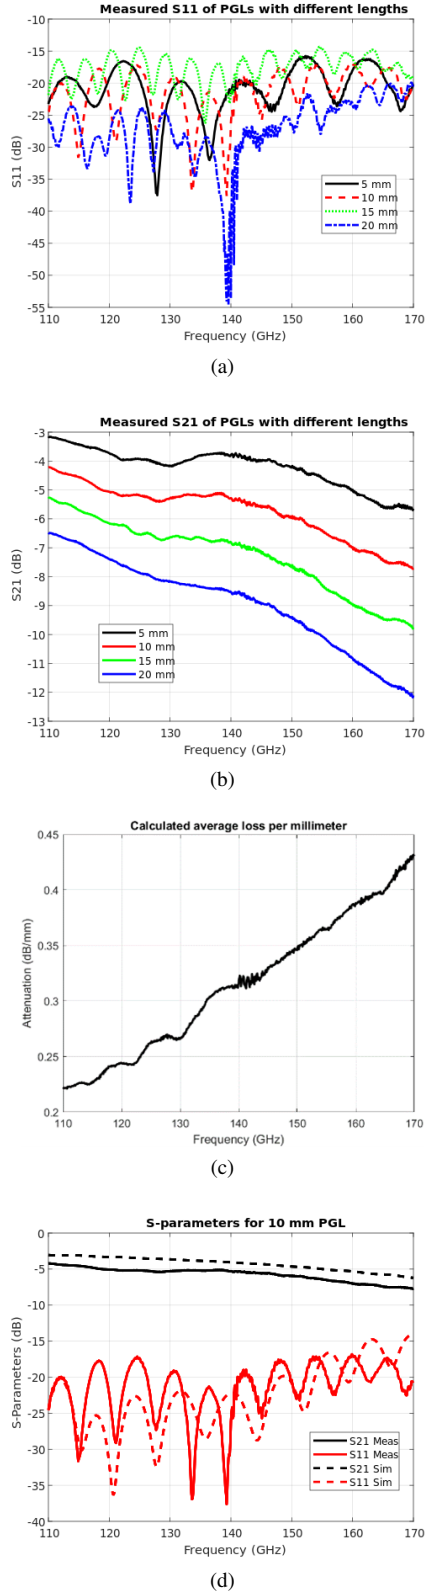 Measured S11 of PGLs with different lengths
-10
-15
-20
-25
-30
-35
-40
-45
-50
-55
S11 (dB)
5 mm
10 mm
15 mm
20 mm
110 120 130 140 150 160 170
Frequency (GHz)
(a)
Measured S21 of PGLs with different lengths
-3
-4
-5
-6
-7
-8
-9
-10
-11
-12
-13
S21 (dB)
5 mm
10 mm
15 mm
20 mm
110 120 130 140 150 160 170
Frequency (GHz)
(b)
Calculated average loss per millimeter
0.45
0.4
0.35
0.3
0.25
0.2
Attenuation (dB/mm)
110 120 130 140 150 160 170
Frequency (GHz)
(c)
S-parameters for 10 mm PGL
0
-5
-10
-15
-20
-25
-30
-35
-40
S-Parameters (dB)
S21 Meas
S11 Meas
S21 Sim
S11 Sim
110 120 130 140 150 160 170
Frequency (GHz)
(d)